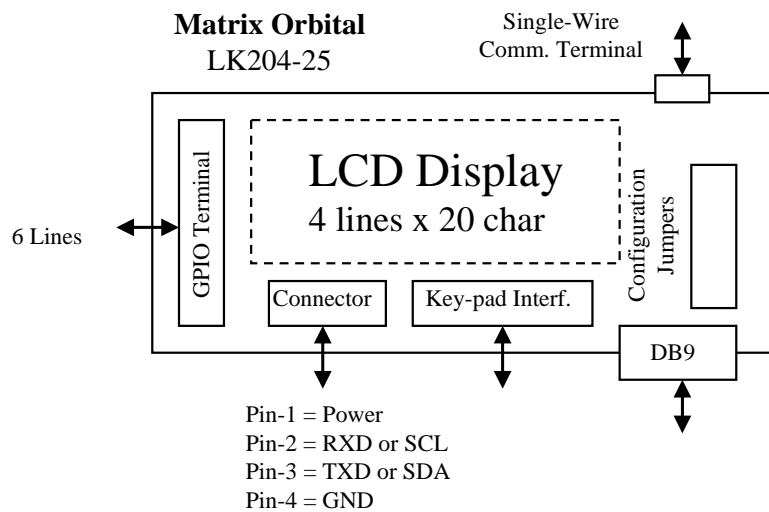 Matrix Orbital
LK204-25
Single-Wire
Comm. Terminal
LCD Display
4 lines x 20 char
GPIO Terminal
6 Lines
Configuration
Jumpers
Connector
Key-pad Interf.
DB9
Pin-1 = Power
Pin-2 = RXD or SCL
Pin-3 = TXD or SDA
Pin-4 = GND